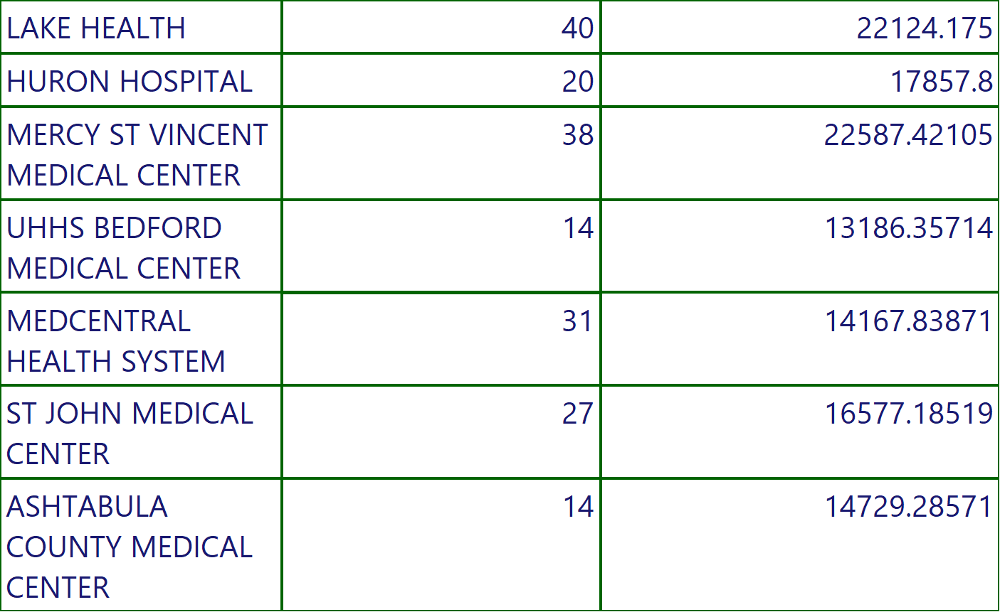 LAKE HEALTH 40 22124.175
HURON HOSPITAL 20 17857.8
MERCY ST VINCENT 38 22587.42105
MEDICAL CENTER
UHHS BEDFORD 14 13186.35714
MEDICAL CENTER
MEDCENTRAL 31 14167.83871
HEALTH SYSTEM
ST JOHN MEDICAL 27 16577.18519
CENTER
ASHTABULA 14 14729.28571
COUNTY MEDICAL
CENTER